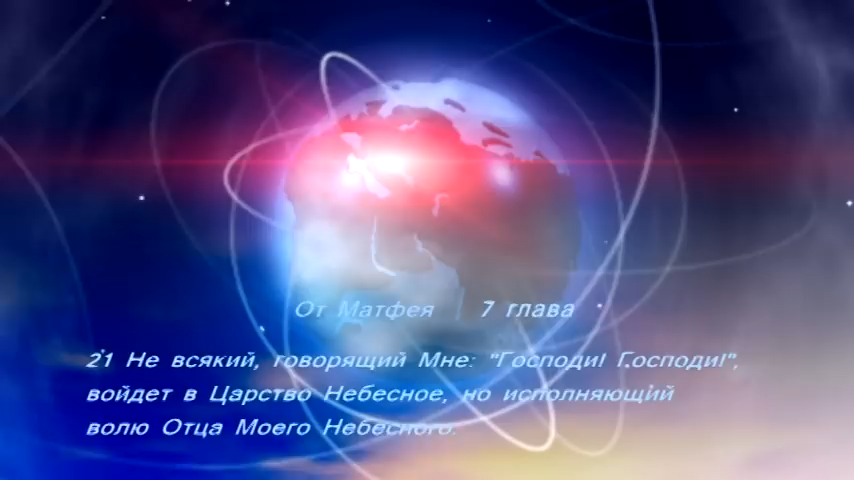 От Матфея 7 глава
21 Не всякий, говорящий Мне: "Господи! Господи!",
войдет в Царство Небесное, но исполняющий
волю Отца Моего Небесного.